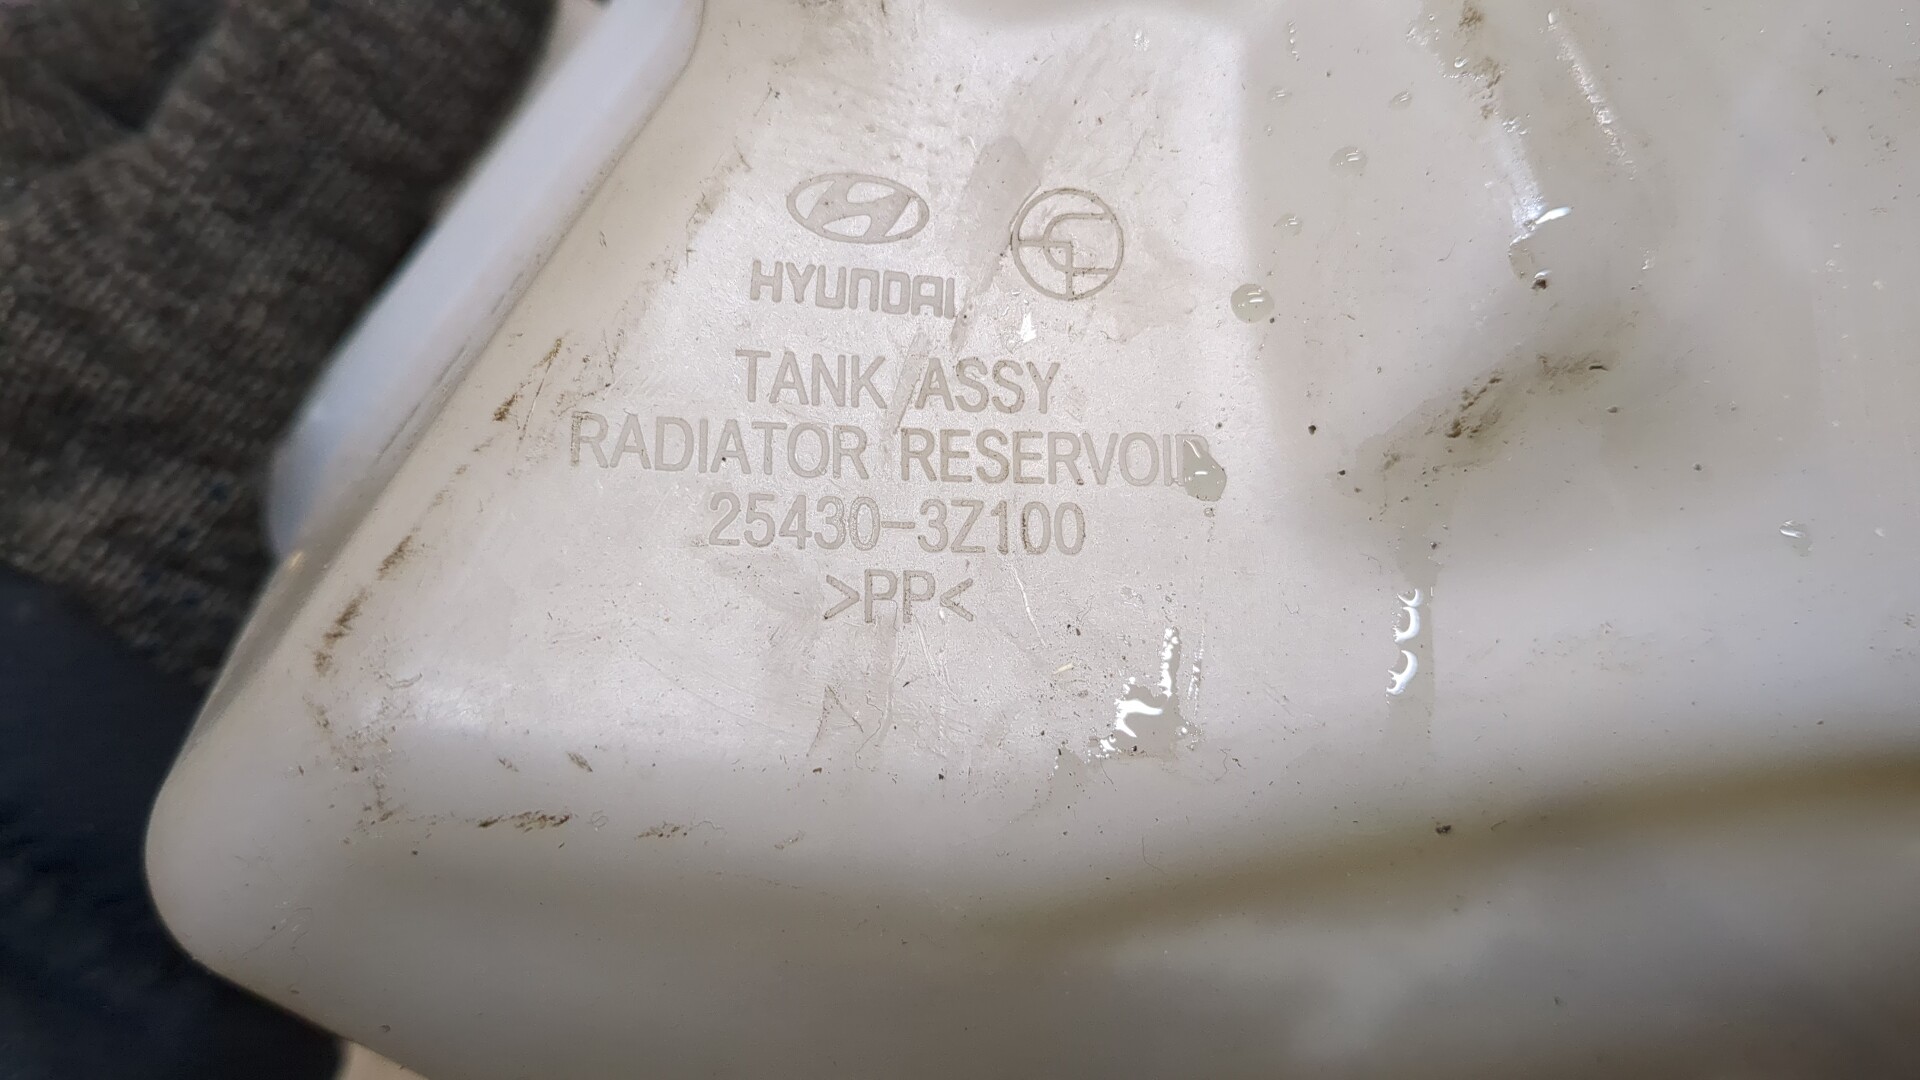 HYUNDAI
TANK ASSY
RADIATOR RESERVOIR
25430-3Z100
>PP<